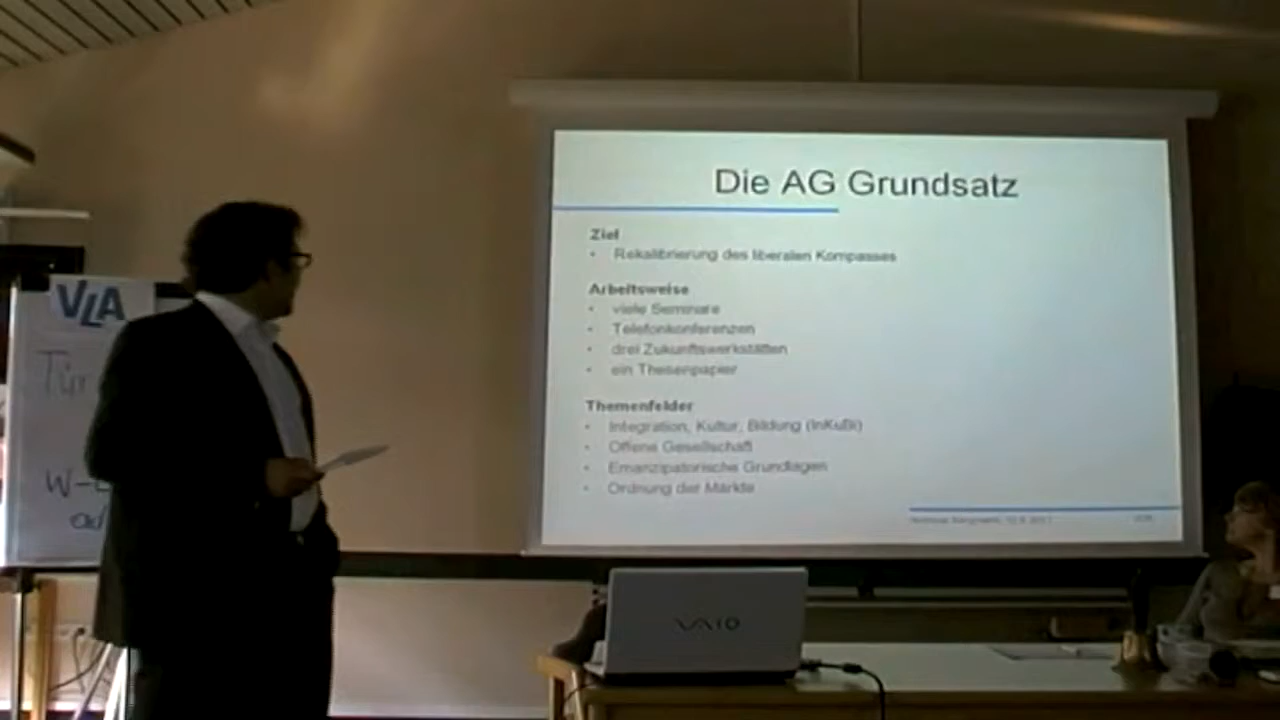 Die AG Grundsatz
Ziel
• Rekalibrierung des liberalen Kompasses
Arbeitsweise
• viele Seminare
• Telefonkonferenzen
• drei Zukunftswerkstätten
• ein Thesenpapier
Themenfelder
• Integration, Kultur, Bildung (InKuBi)
• Offene Gesellschaft
• Emanzipatorische Grundlagen
• Ordnung der Märkte
VLA
Tür
W-L
VAIO